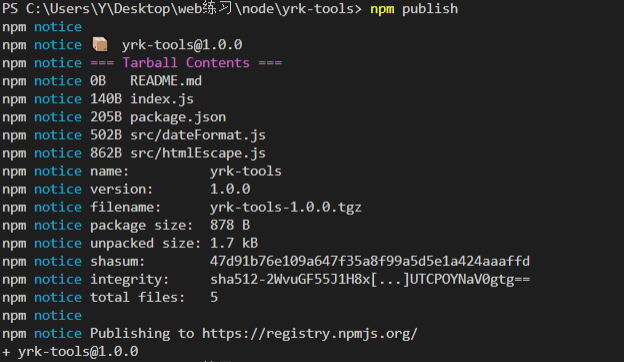 PS C:\Users\Y\Desktop\web练习\node\yrk-tools> npm publish
npm notice
npm notice 📦  yrk-tools@1.0.0
npm notice === Tarball Contents ===
npm notice 0B   README.md
npm notice 140B index.js
npm notice 205B package.json
npm notice 502B src/dateFormat.js
npm notice 862B src/htmlEscape.js
npm notice name:          yrk-tools
npm notice version:       1.0.0
npm notice filename:      yrk-tools-1.0.0.tgz
npm notice package size:  878 B
npm notice unpacked size: 1.7 kB
npm notice shasum:        47d91b76e109a647f35a8f99a5d5e1a424aaaffd
npm notice integrity:     sha512-2WvuGF55J1H8x[...]UTCPOYNaV0gtg==
npm notice total files:   5
npm notice
npm notice Publishing to https://registry.npmjs.org/
+ yrk-tools@1.0.0